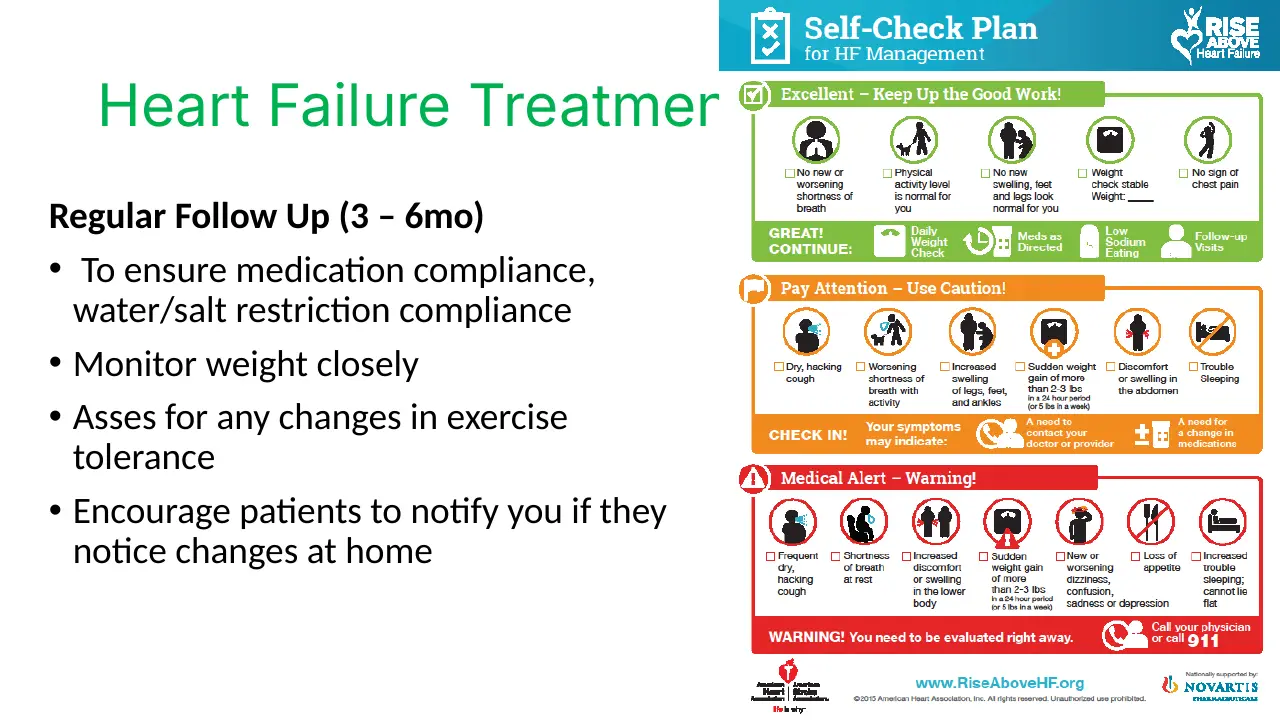 Heart Failure Treatmen
Regular Follow Up (3 – 6mo)
• To ensure medication compliance,
water/salt restriction compliance
• Monitor weight closely
• Asses for any changes in exercise
tolerance
• Encourage patients to notify you if they
notice changes at home
Self-Check Plan
for HF Management
RISE
ABOVE
Heart Failure
Excellent – Keep Up the Good Work!
No new or
worsening
shortness of
breath
Physical
activity level
is normal for
you
No new
swelling, feet
and legs look
normal for you
Weight
check stable
Weight: ____
No sign of
chest pain
GREAT!
CONTINUE:
Daily
Weight
Check
Meds as
Directed
Low
Sodium
Eating
Follow-up
Visits
Pay Attention – Use Caution!
Dry, hacking
cough
Worsening
shortness of
breath with
activity
Increased
swelling
of legs, feet,
and ankles
Sudden weight
gain of more
than 2-3 lbs
in a 24 hour period
(or 5 lbs in a week)
Discomfort
or swelling in
the abdomen
Trouble
Sleeping
CHECK IN!
Your symptoms
may indicate:
A need to
contact your
doctor or provider
A need for
a change in
medications
Medical Alert – Warning!
Frequent
dry,
hacking
cough
Shortness
of breath
at rest
Increased
discomfort
or swelling
in the lower
body
Sudden
weight gain
of more
than 2-3 lbs
in a 24 hour period
(or 5 lbs in a week)
New or
worsening
dizziness,
confusion,
sadness or depression
Loss of
appetite
Increased
trouble
sleeping;
cannot lie
flat
WARNING! You need to be evaluated right away.
Call your physician
or call 911
American Heart Association
American Stroke Association
life is why
www.RiseAboveHF.org
©2015 American Heart Association, Inc. All rights reserved. Unauthorized use prohibited.
Nationally supported by:
NOVARTIS
PHARMACEUTICALS